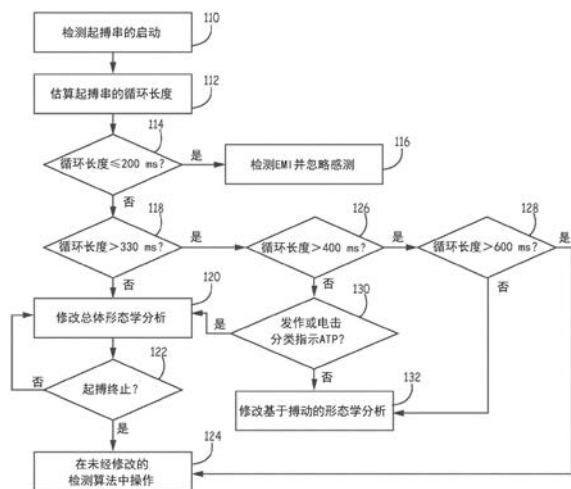 检测起搏串的启动
110
估算起搏串的循环长度
112
114
循环长度≤200 ms?
是
检测EMI并忽略感测
116
否
118
循环长度>330 ms?
是
126
循环长度>400 ms?
是
128
循环长度>600 ms?
是
否
否
否
120
修改总体形态学分析
是
130
发作或电击
分类指示ATP?
否
122
起搏终止?
否
132
修改基于搏动的形态学分析
是
124
在未经修改的
检测算法中操作